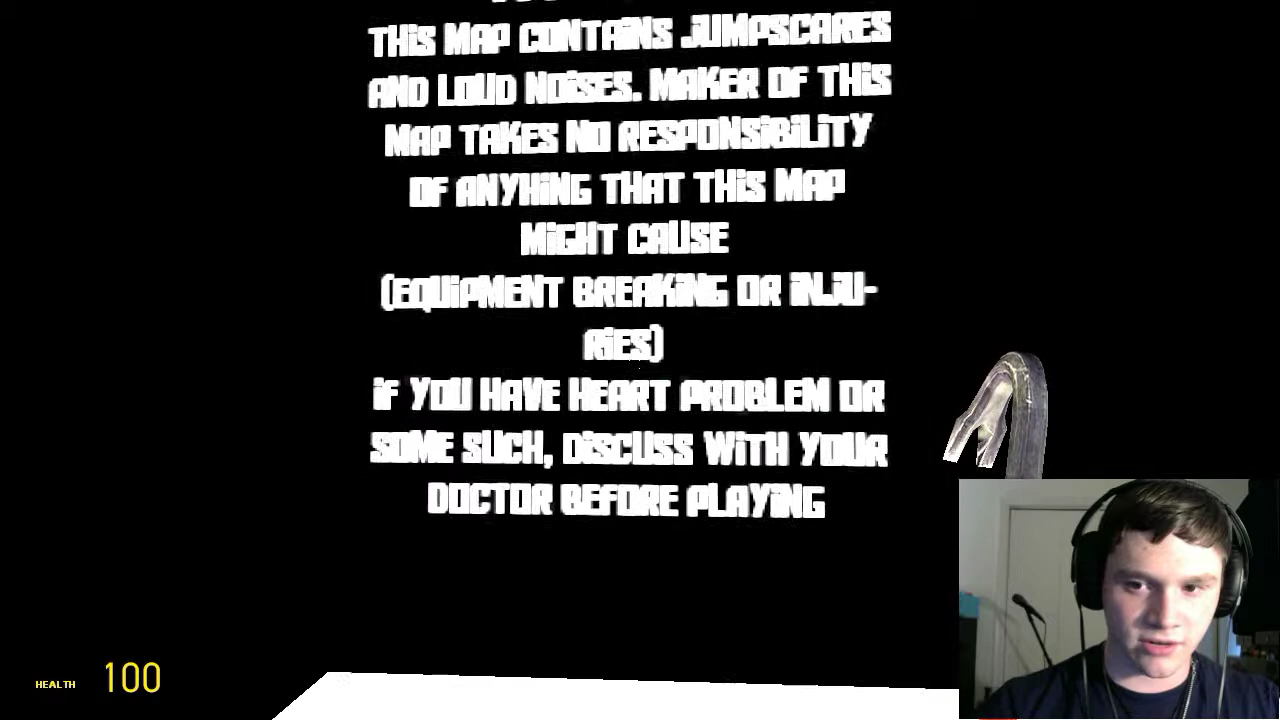 THiS MAP CONTAiNS JUMPSCARES
AND LOUD NOiSES. MAKER OF THiS
MAP TAKES NO RESPONSiBiLiTY
OF ANYHiNG THAT THiS MAP
MiGHT CAUSE
(EQUiPMENT BREAKiNG OR iNJU-
RiES)
iF YOU HAVE HEART PROBLEM OR
SOME SUCH, DiSCUSS WiTH YOUR
DOCTOR BEFORE PLAYiNG
HEALTH 100